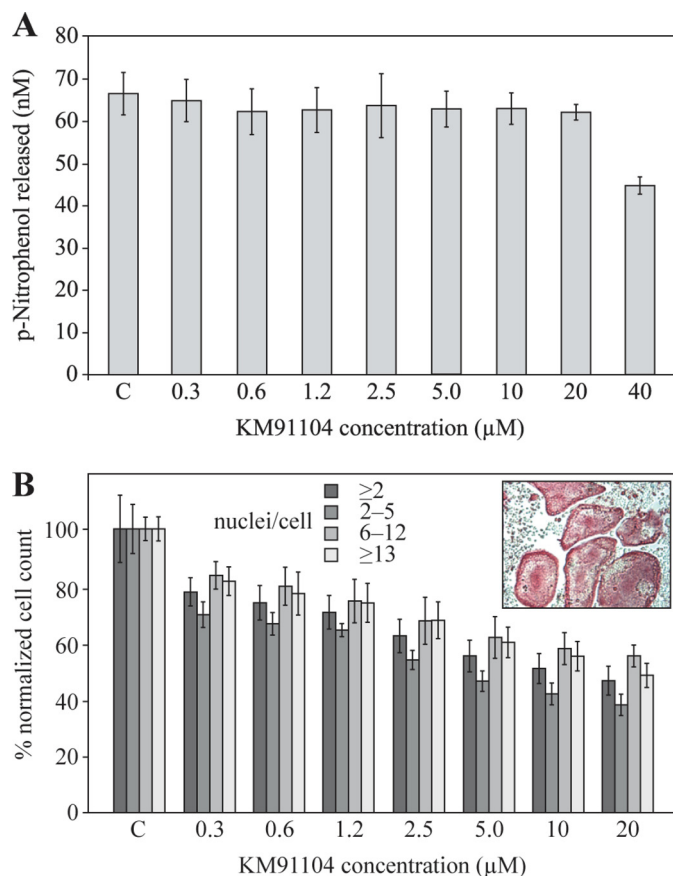 A
80
70
60
50
40
30
20
10
0
p-Nitrophenol released (nM)
C 0.3 0.6 1.2 2.5 5.0 10 20 40
KM91104 concentration (µM)
B
100
80
60
40
20
0
% normalized cell count
nuclei/cell
≥2
2–5
6–12
≥13
C 0.3 0.6 1.2 2.5 5.0 10 20
KM91104 concentration (µM)